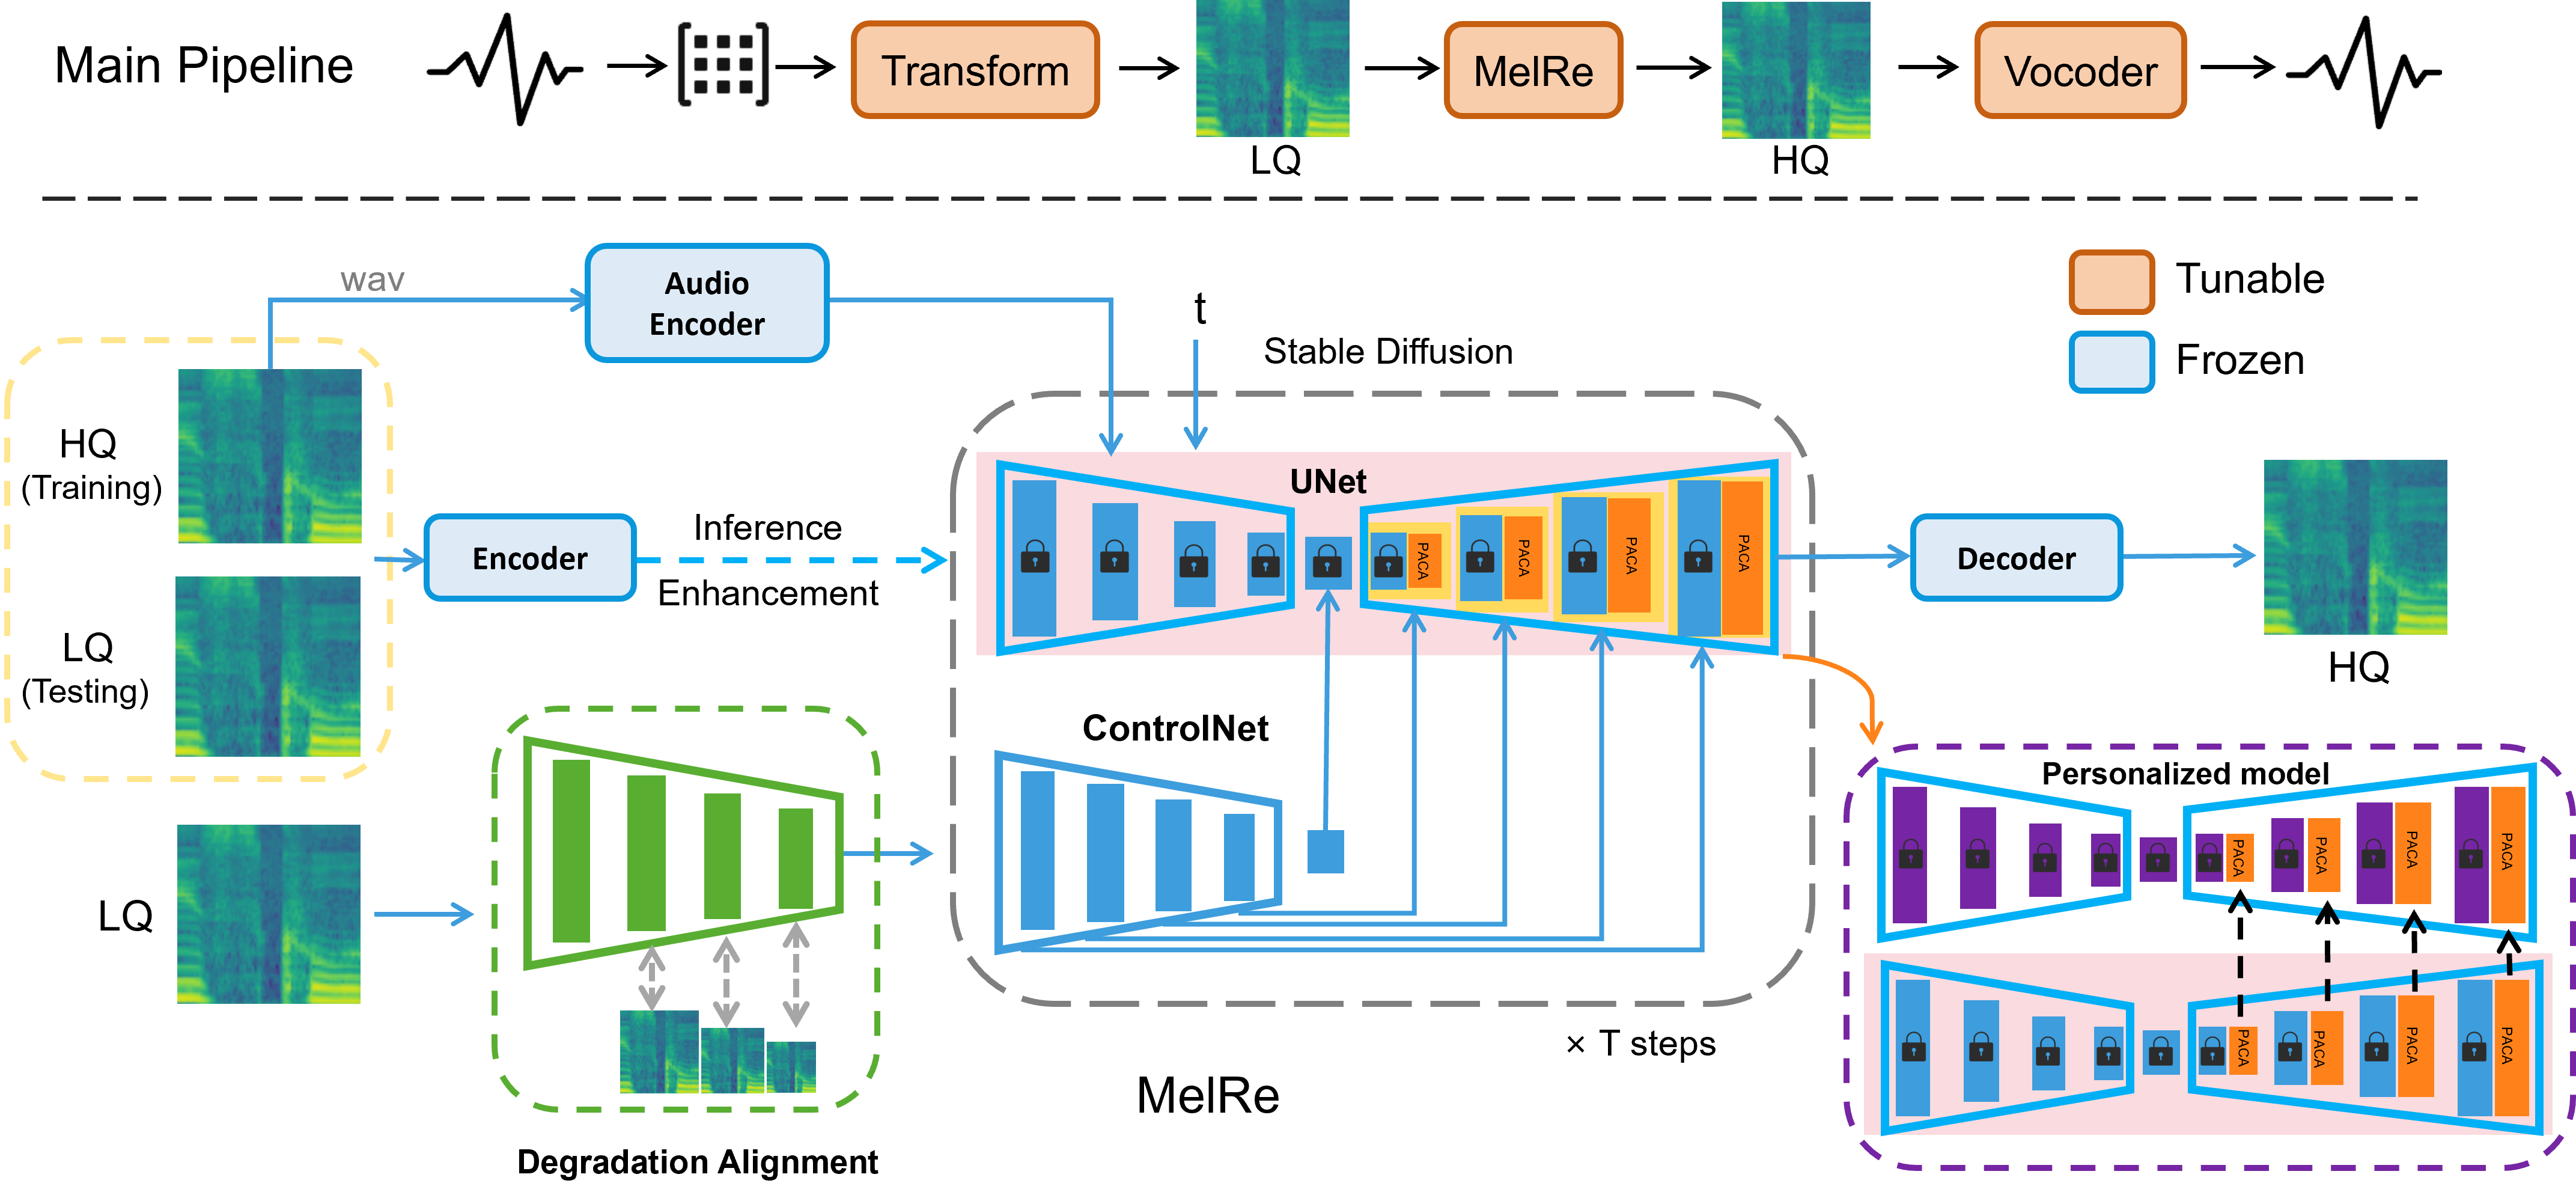 Main Pipeline
Transform
MelRe
Vocoder
LQ
HQ
wav
Audio
Encoder
t
Stable Diffusion
Tunable
Frozen
HQ
(Training)
LQ
(Testing)
Encoder
Inference
Enhancement
UNet
PACA
PACA
PACA
PACA
Decoder
HQ
ControlNet
LQ
Degradation Alignment
× T steps
MelRe
Personalized model
PACA
PACA
PACA
PACA
PACA
PACA
PACA
PACA